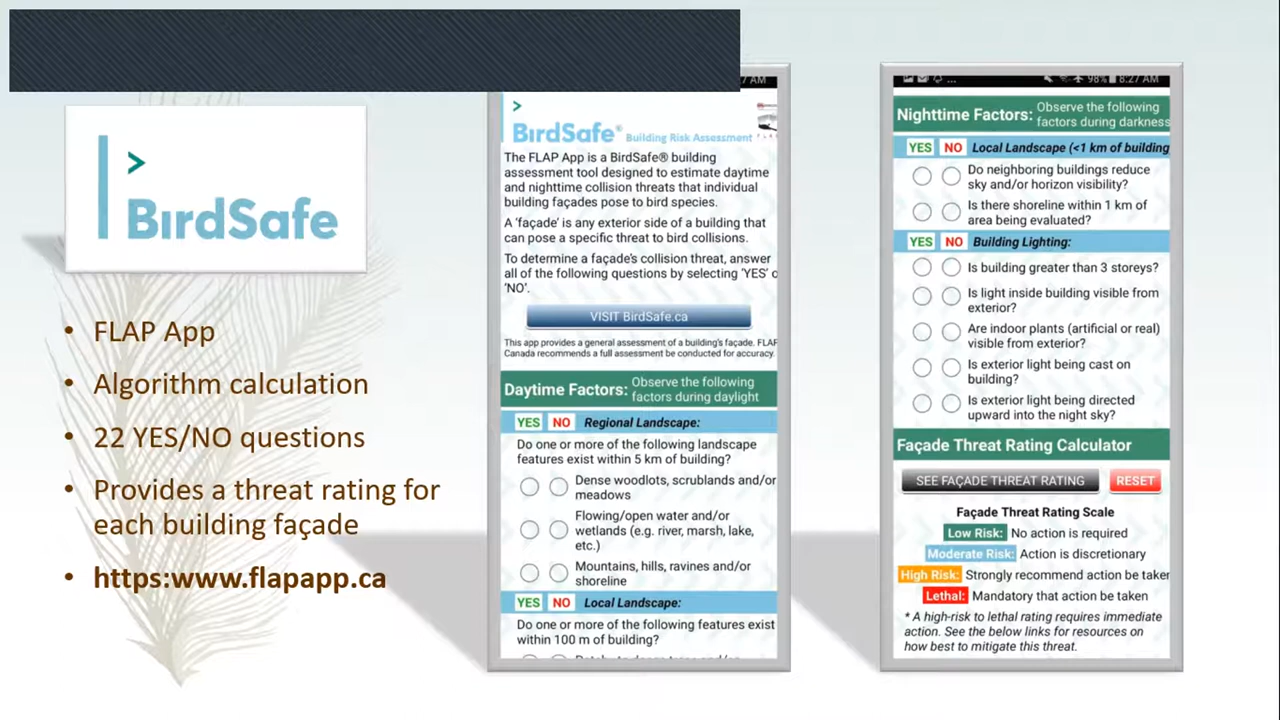 >
BirdSafe
• FLAP App
• Algorithm calculation
• 22 YES/NO questions
• Provides a threat rating for
each building façade
• https:www.flapapp.ca
7 AM
>
BirdSafe® Building Risk Assessment
The FLAP App is a BirdSafe® building
assessment tool designed to estimate daytime
and nighttime collision threats that individual
building façades pose to bird species.
A 'façade' is any exterior side of a building that
can pose a specific threat to bird collisions.
To determine a façade's collision threat, answer
all of the following questions by selecting 'YES' o
'NO'.
VISIT BirdSafe.ca
This app provides a general assessment of a building's façade. FLAP
Canada recommends a full assessment be conducted for accuracy.
Daytime Factors: Observe the following
factors during daylight
YES NO Regional Landscape:
Do one or more of the following landscape
features exist within 5 km of building?
Dense woodlots, scrublands and/or
meadows
Flowing/open water and/or
wetlands (e.g. river, marsh, lake,
etc.)
Mountains, hills, ravines and/or
shoreline
YES NO Local Landscape:
Do one or more of the following features exist
within 100 m of building?
... 98% 8:27 AM
Nighttime Factors: Observe the following
factors during darkness
YES NO Local Landscape (<1 km of building
Do neighboring buildings reduce
sky and/or horizon visibility?
Is there shoreline within 1 km of
area being evaluated?
YES NO Building Lighting:
Is building greater than 3 storeys?
Is light inside building visible from
exterior?
Are indoor plants (artificial or real)
visible from exterior?
Is exterior light being cast on
building?
Is exterior light being directed
upward into the night sky?
Façade Threat Rating Calculator
SEE FAÇADE THREAT RATING RESET
Façade Threat Rating Scale
Low Risk: No action is required
Moderate Risk: Action is discretionary
High Risk: Strongly recommend action be taken
Lethal: Mandatory that action be taken
* A high-risk to lethal rating requires immediate
action. See the below links for resources on
how best to mitigate this threat.